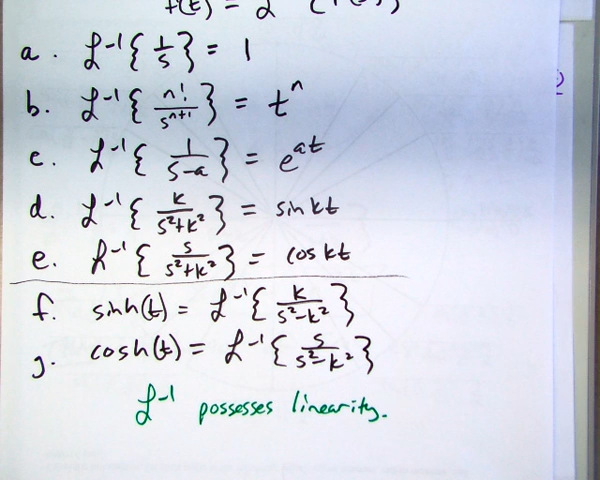 f(t) = ℒ
a. ℒ⁻¹{1/s} = 1
b. ℒ⁻¹{n!/sⁿ⁺¹} = tⁿ
c. ℒ⁻¹{1/(s-a)} = eᵃᵗ
d. ℒ⁻¹{k/(s²+k²)} = sin kt
e. ℒ⁻¹{s/(s²+k²)} = cos kt
f. sinh(t) = ℒ⁻¹{k/(s²-k²)}
g. cosh(t) = ℒ⁻¹{s/(s²-k²)}
ℒ⁻¹ possesses linearity.